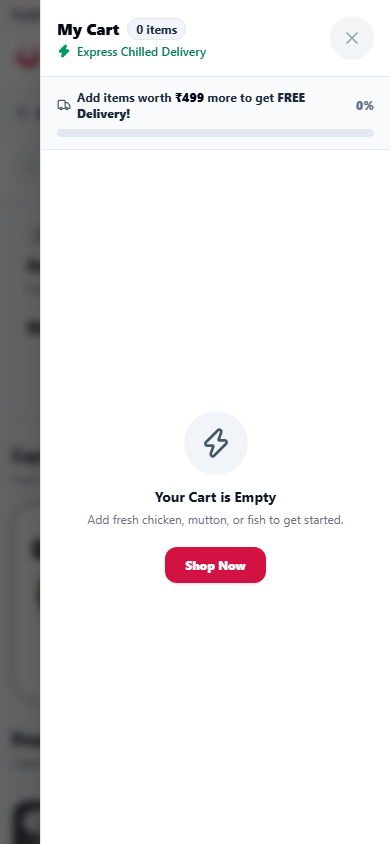 My Cart 0 items
Express Chilled Delivery
Add items worth ₹499 more to get FREE
Delivery!
0%
Your Cart is Empty
Add fresh chicken, mutton, or fish to get started.
Shop Now